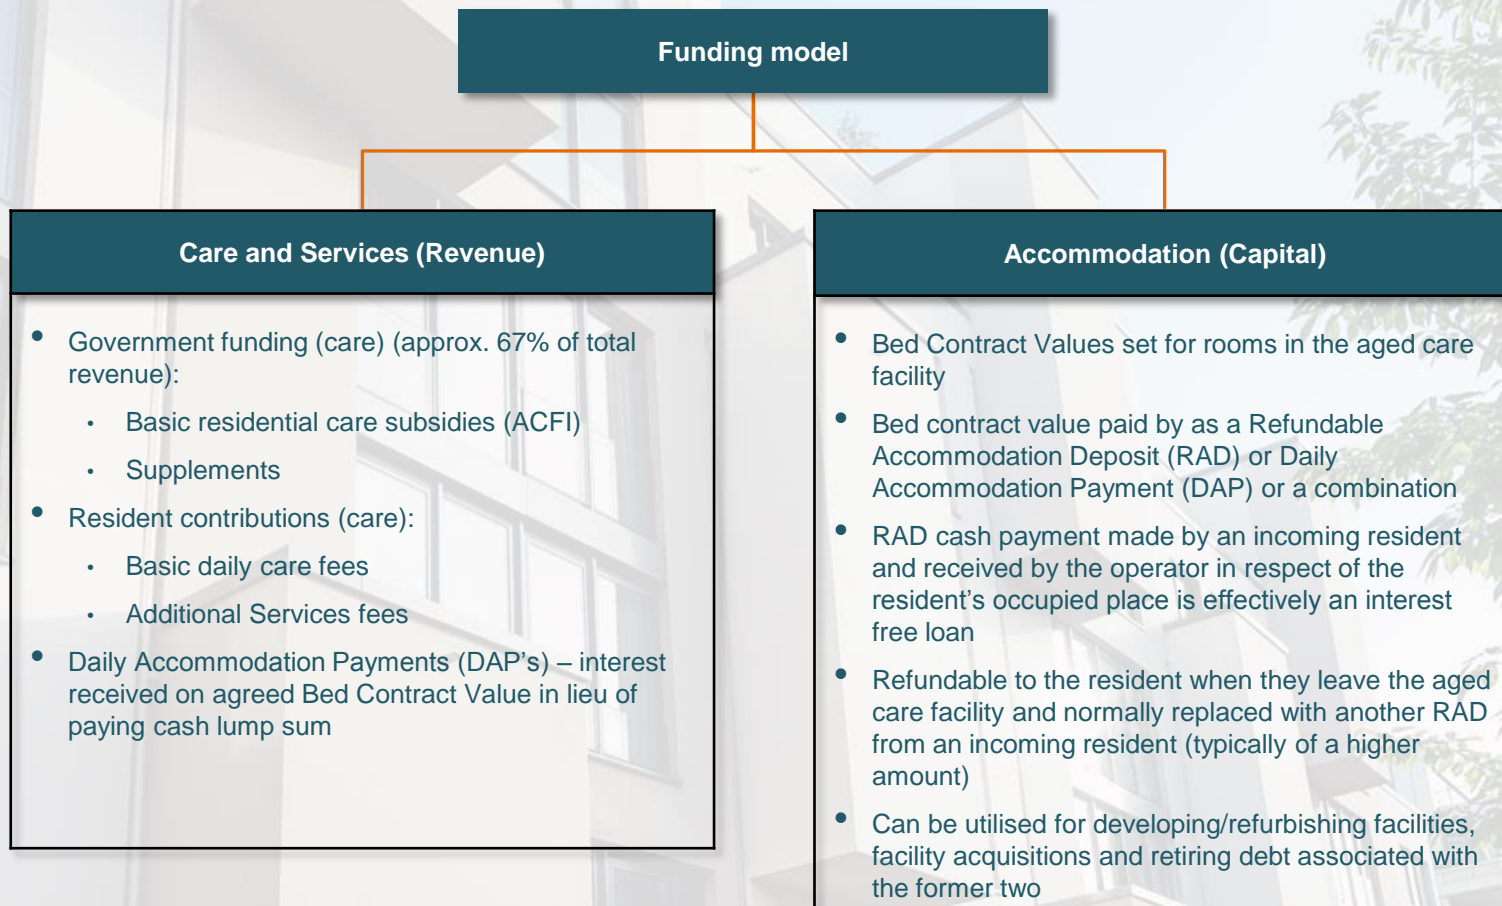 Funding model
Care and Services (Revenue)
• Government funding (care) (approx. 67% of total
revenue):
• Basic residential care subsidies (ACFI)
• Supplements
• Resident contributions (care):
• Basic daily care fees
• Additional Services fees
• Daily Accommodation Payments (DAP's) – interest
received on agreed Bed Contract Value in lieu of
paying cash lump sum
Accommodation (Capital)
• Bed Contract Values set for rooms in the aged care
facility
• Bed contract value paid by as a Refundable
Accommodation Deposit (RAD) or Daily
Accommodation Payment (DAP) or a combination
• RAD cash payment made by an incoming resident
and received by the operator in respect of the
resident's occupied place is effectively an interest
free loan
• Refundable to the resident when they leave the aged
care facility and normally replaced with another RAD
from an incoming resident (typically of a higher
amount)
• Can be utilised for developing/refurbishing facilities,
facility acquisitions and retiring debt associated with
the former two